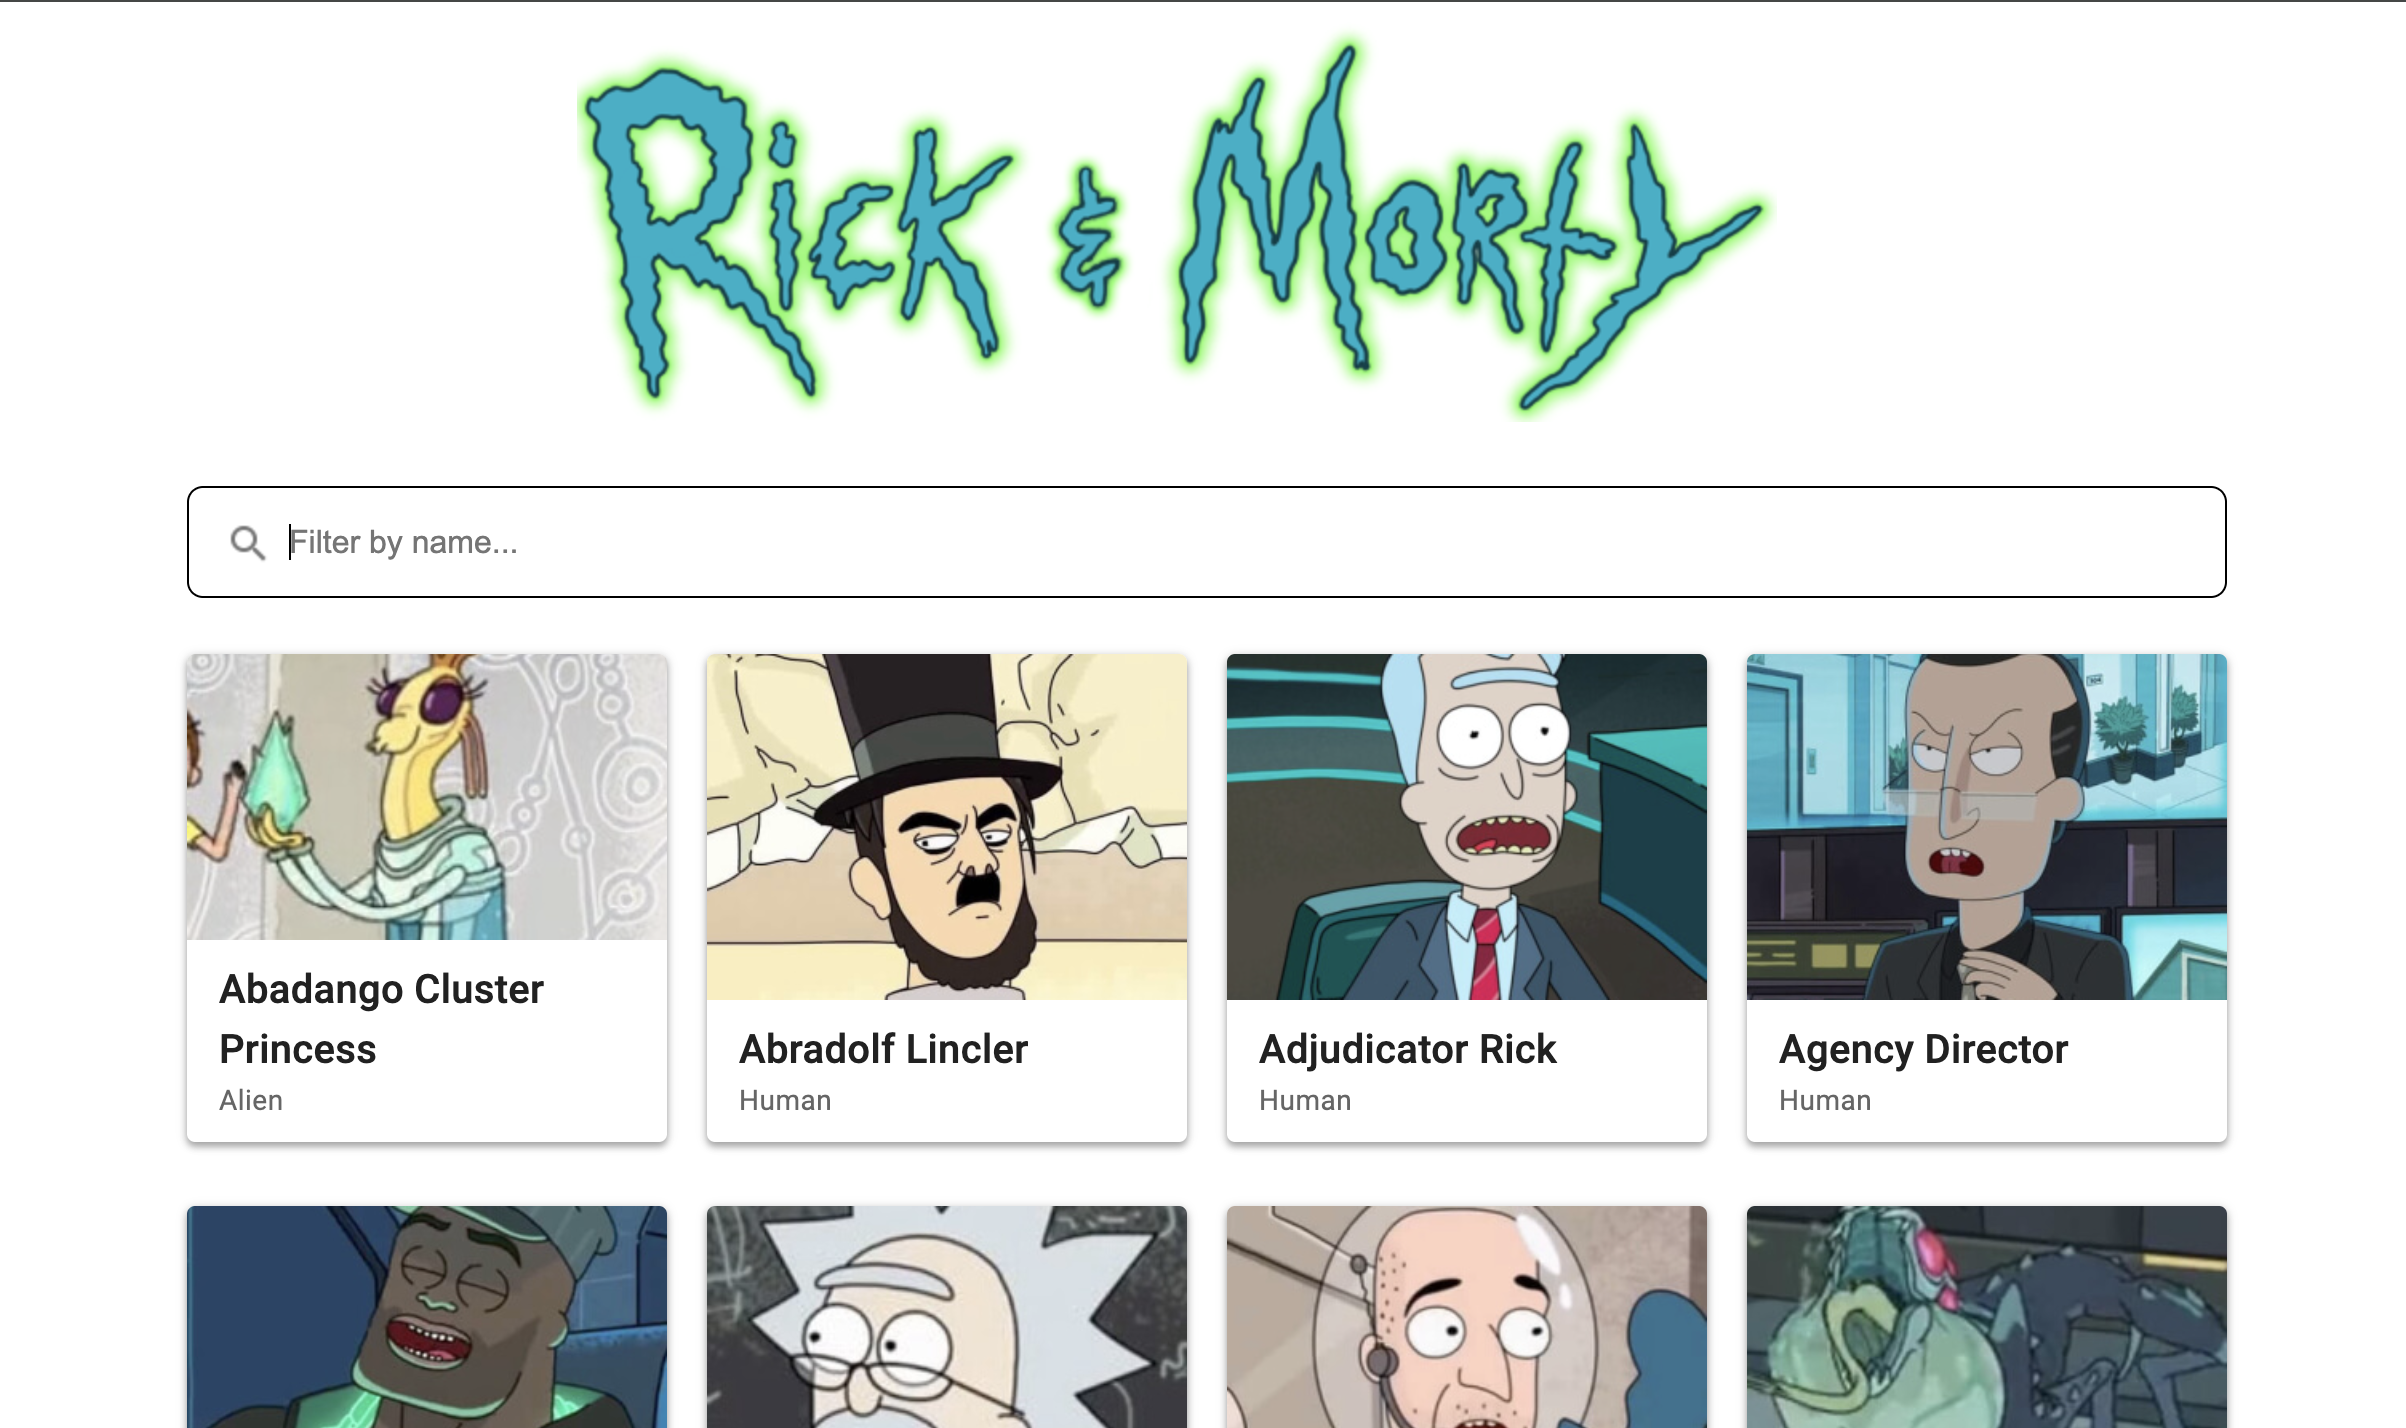 Rick & Morty
Filter by name...
Abadango Cluster
Princess
Alien
Abradolf Lincler
Human
Adjudicator Rick
Human
Agency Director
Human